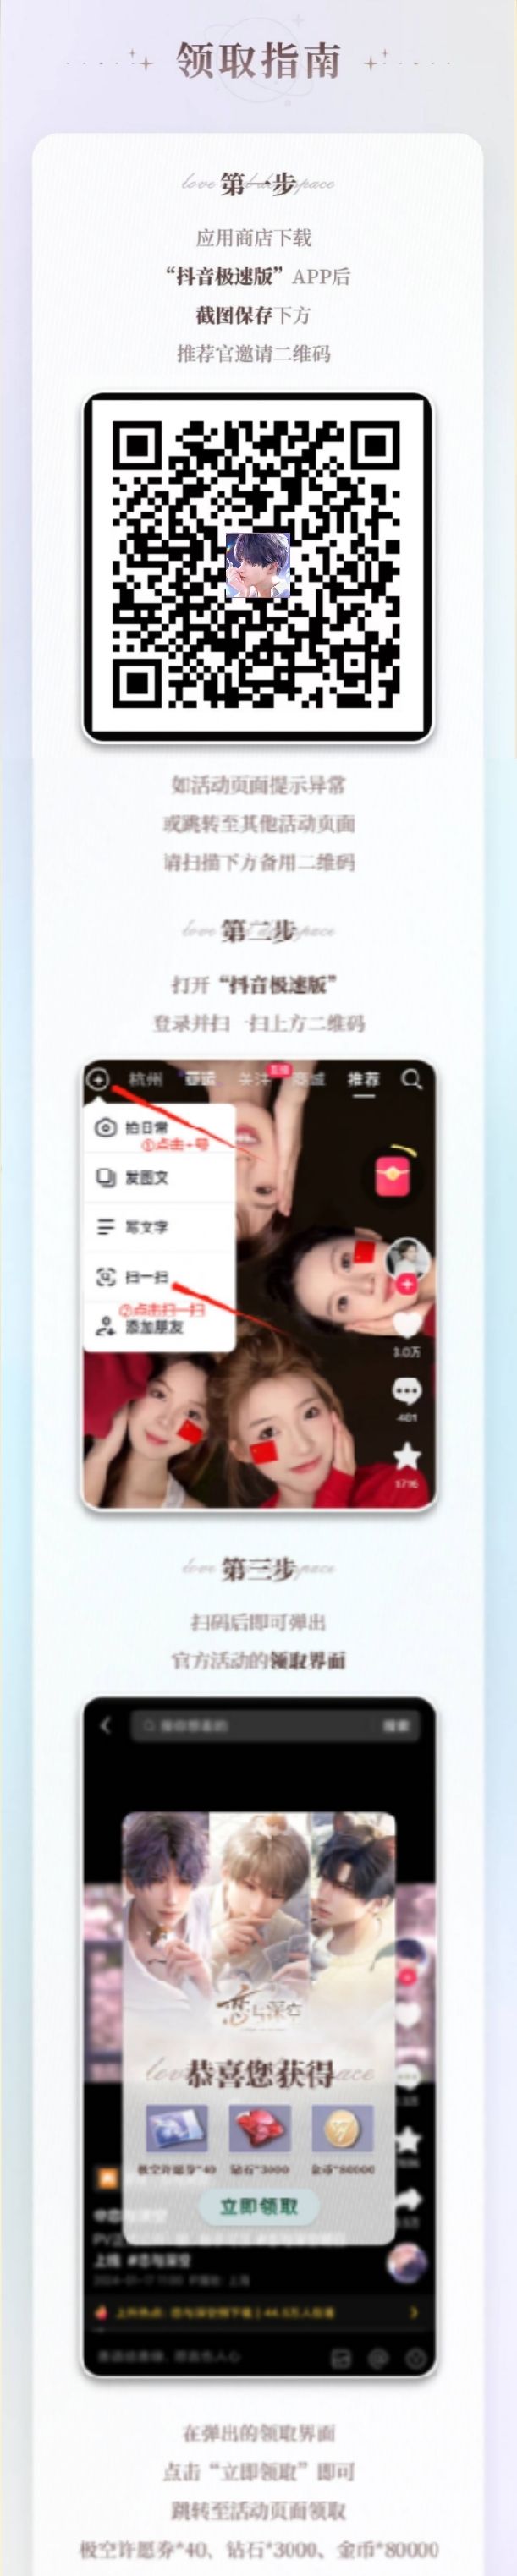 领取指南
love and deepspace
第一步
应用商店下载
“抖音极速版”APP后
截图保存下方
推荐官邀请二维码
如活动页面提示异常
或跳转至其他活动页面
请扫描下方备用二维码
第二步
打开“抖音极速版”
登录并扫一扫上方二维码
杭州 关注 直播 商城 推荐
拍日常
①点击+号
发图文
写文字
扫一扫
②点击扫一扫
添加朋友
3.0万
481
1716
第三步
扫码后即可弹出
官方活动的领取界面
搜索
恋与深空
恭喜您获得
极空许愿券*40 钻石*3000 金币*80000
立即领取
上线 #恋与深空
在弹出的领取界面
点击“立即领取”即可
跳转至活动页面领取
极空许愿券*40、钻石*3000、金币*80000